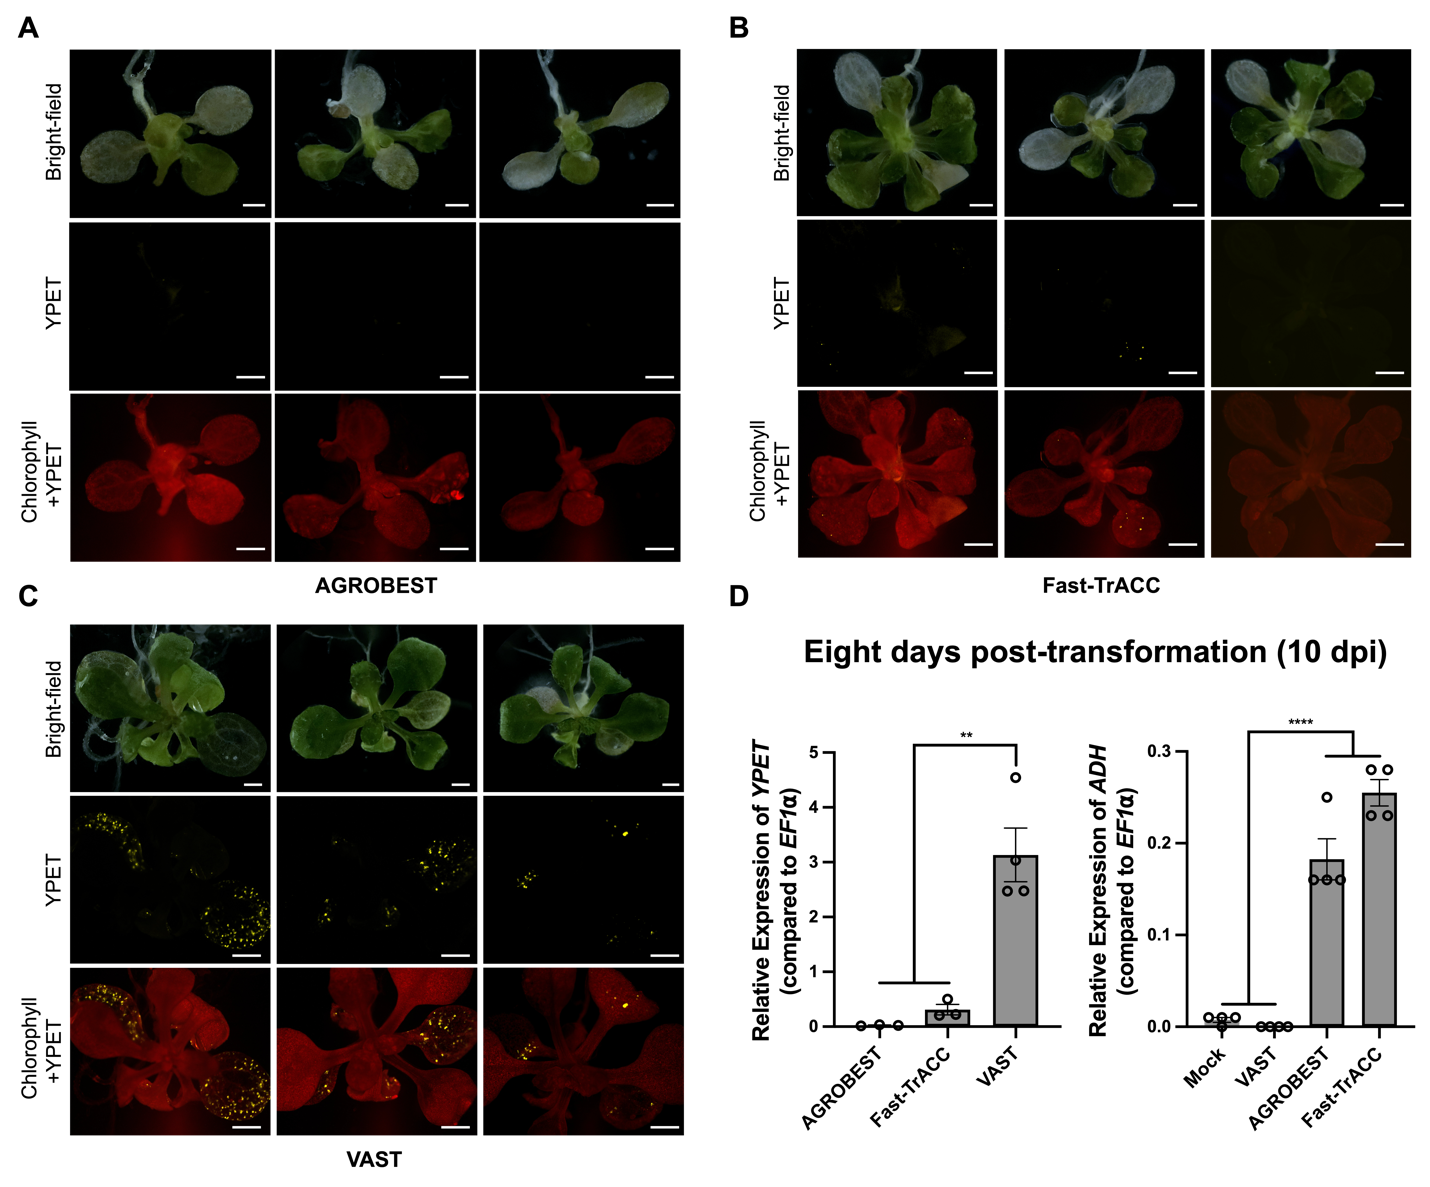 A
Bright-field
YPET
Chlorophyll
+YPET
AGROBEST
B
Bright-field
YPET
Chlorophyll
+YPET
Fast-TrACC
C
Bright-field
YPET
Chlorophyll
+YPET
VAST
D
Eight days post-transformation (10 dpi)
Relative Expression of YPET
(compared to EF1α)
5
4
3
2
1
0
**
AGROBEST
Fast-TrACC
VAST
Relative Expression of ADH
(compared to EF1α)
0.3
0.2
0.1
0.0
****
Mock
VAST
AGROBEST
Fast-TrACC